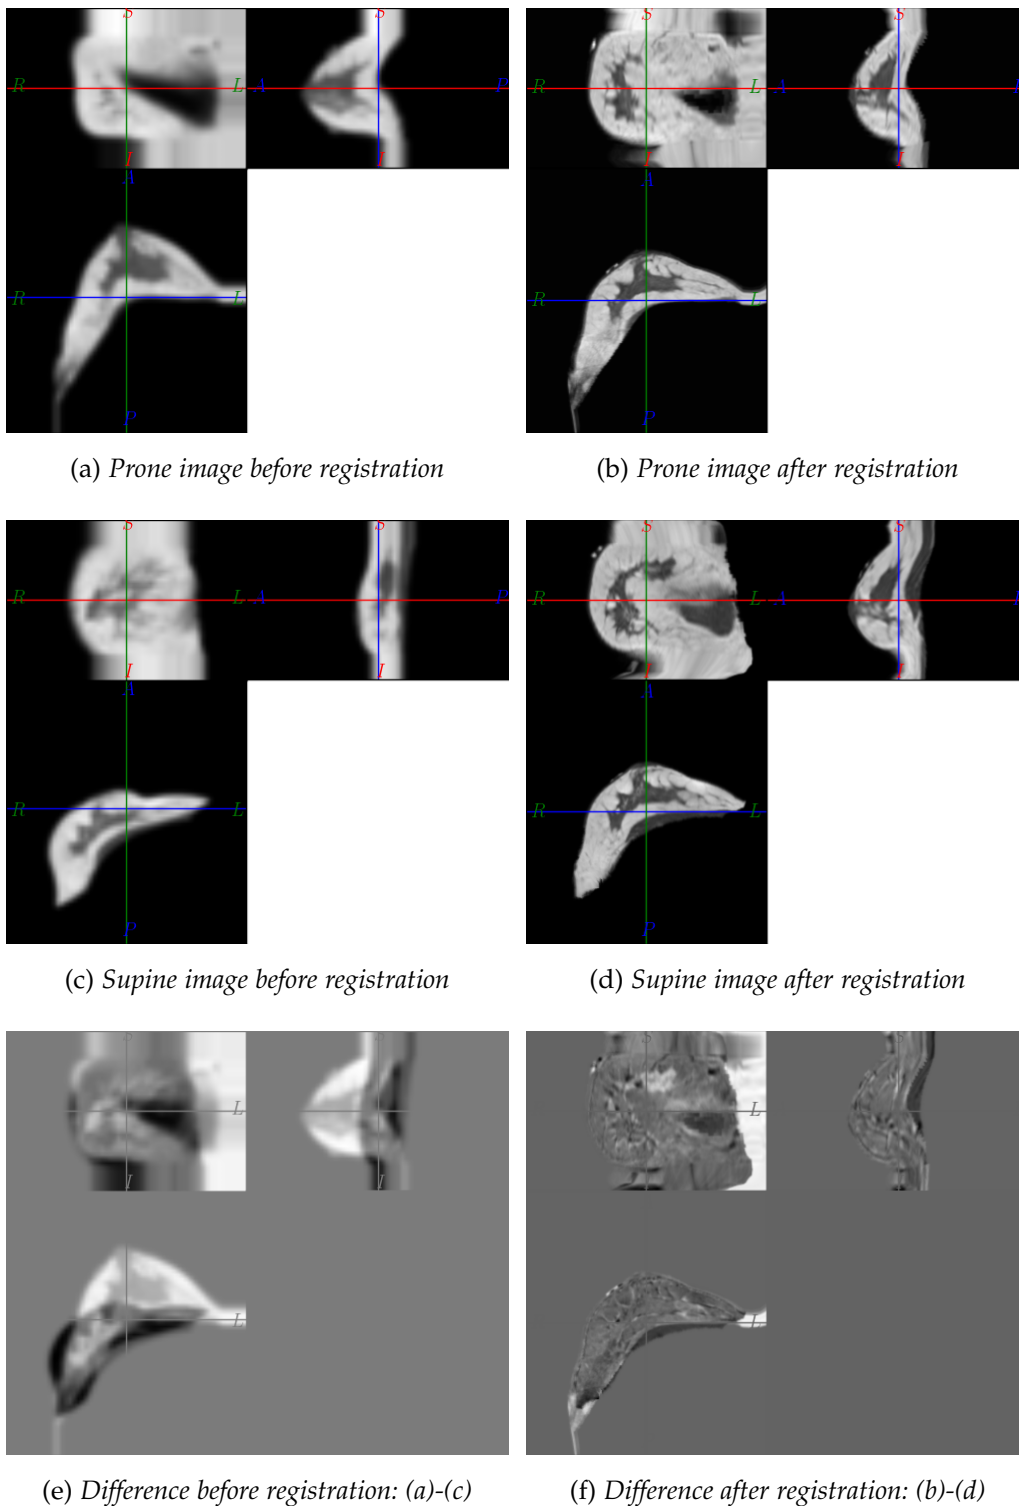 S S
R L A P R L A P
I I I I
A A
R L R L
P P
(a) Prone image before registration
(b) Prone image after registration
S S
R L A P R L A P
I I I I
A A
R L R L
P P
(c) Supine image before registration
(d) Supine image after registration
L
I
L L
(e) Difference before registration: (a)-(c)
(f) Difference after registration: (b)-(d)